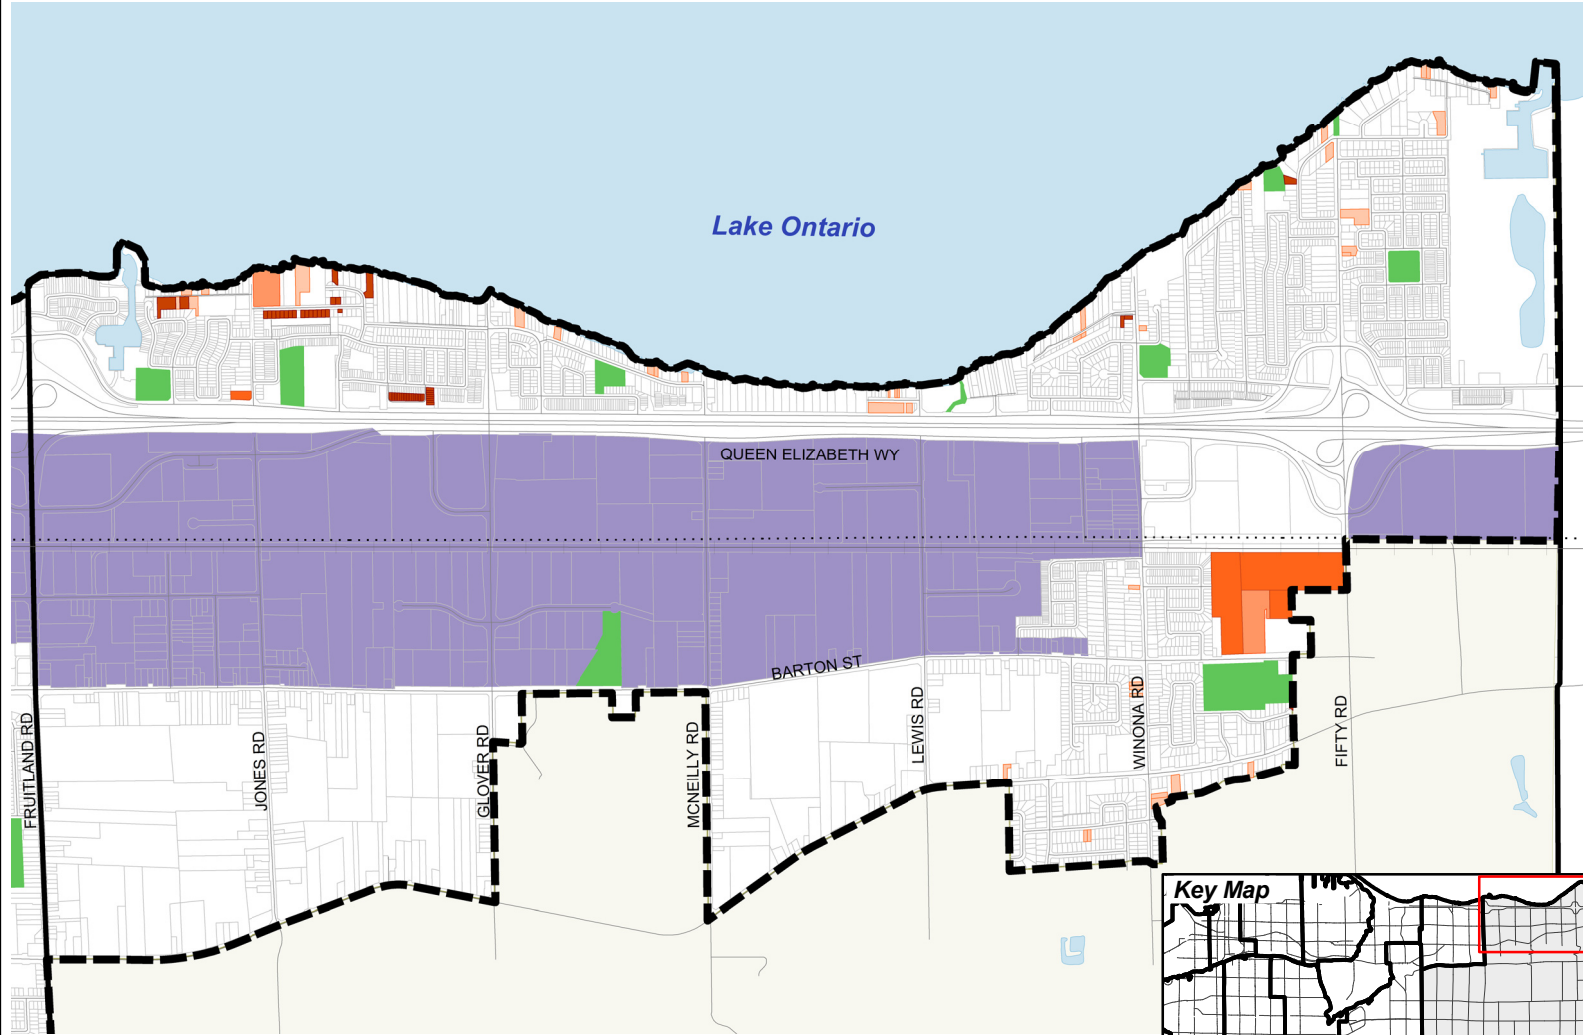 Lake Ontario
QUEEN ELIZABETH WY
BARTON ST
FRUITLAND RD
JONES RD
GLOVER RD
MCNEILLY RD
LEWIS RD
WINONA RD
FIFTY RD
Key Map